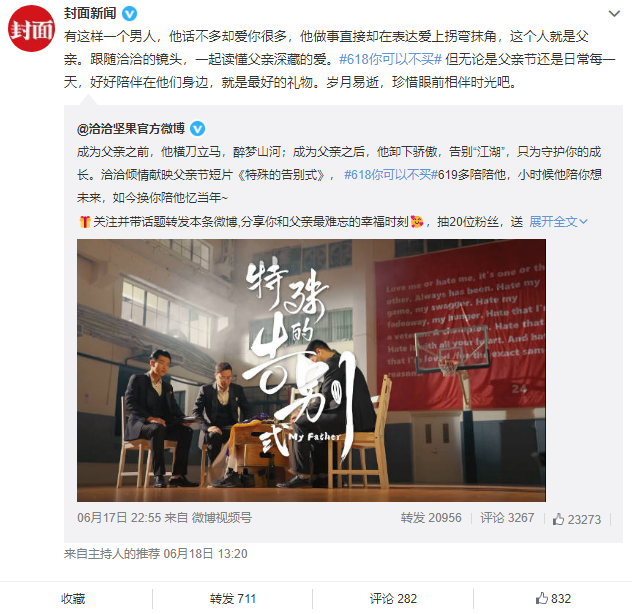 封面
封面新闻
有这样一个男人，他话不多却爱你很多，他做事直接却在表达爱上拐弯抹角，这个人就是父
亲。跟随洽洽的镜头，一起读懂父亲深藏的爱。#618你可以不买# 但无论是父亲节还是日常每一
天，好好陪伴在他们身边，就是最好的礼物。岁月易逝，珍惜眼前相伴时光吧。
@洽洽坚果官方微博
成为父亲之前，他横刀立马，醉梦山河；成为父亲之后，他卸下骄傲，告别“江湖”，只为守护你的成
长。洽洽倾情献映父亲节短片《特殊的告别式》， #618你可以不买#619多陪陪他，小时候他陪你想
未来，如今换你陪他忆当年~
关注并带话题转发本条微博,分享你和父亲最难忘的幸福时刻，抽20位粉丝，送 展开全文
特殊
的
告别
式
My Father
Love me or hate me, it's one or the
other. Always has been. Hate my
game, my swagger. Hate my
fadeaway, my hunger. Hate that I'm
a veteran. A champion. Hate that.
Hate it with all your heart. And hate
that I'm loved for the exact same
reason.
24
06月17日 22:55 来自 微博视频号
转发 20956 评论 3267 23273
来自主持人的推荐 06月18日 13:20
收藏 转发 711 评论 282 832